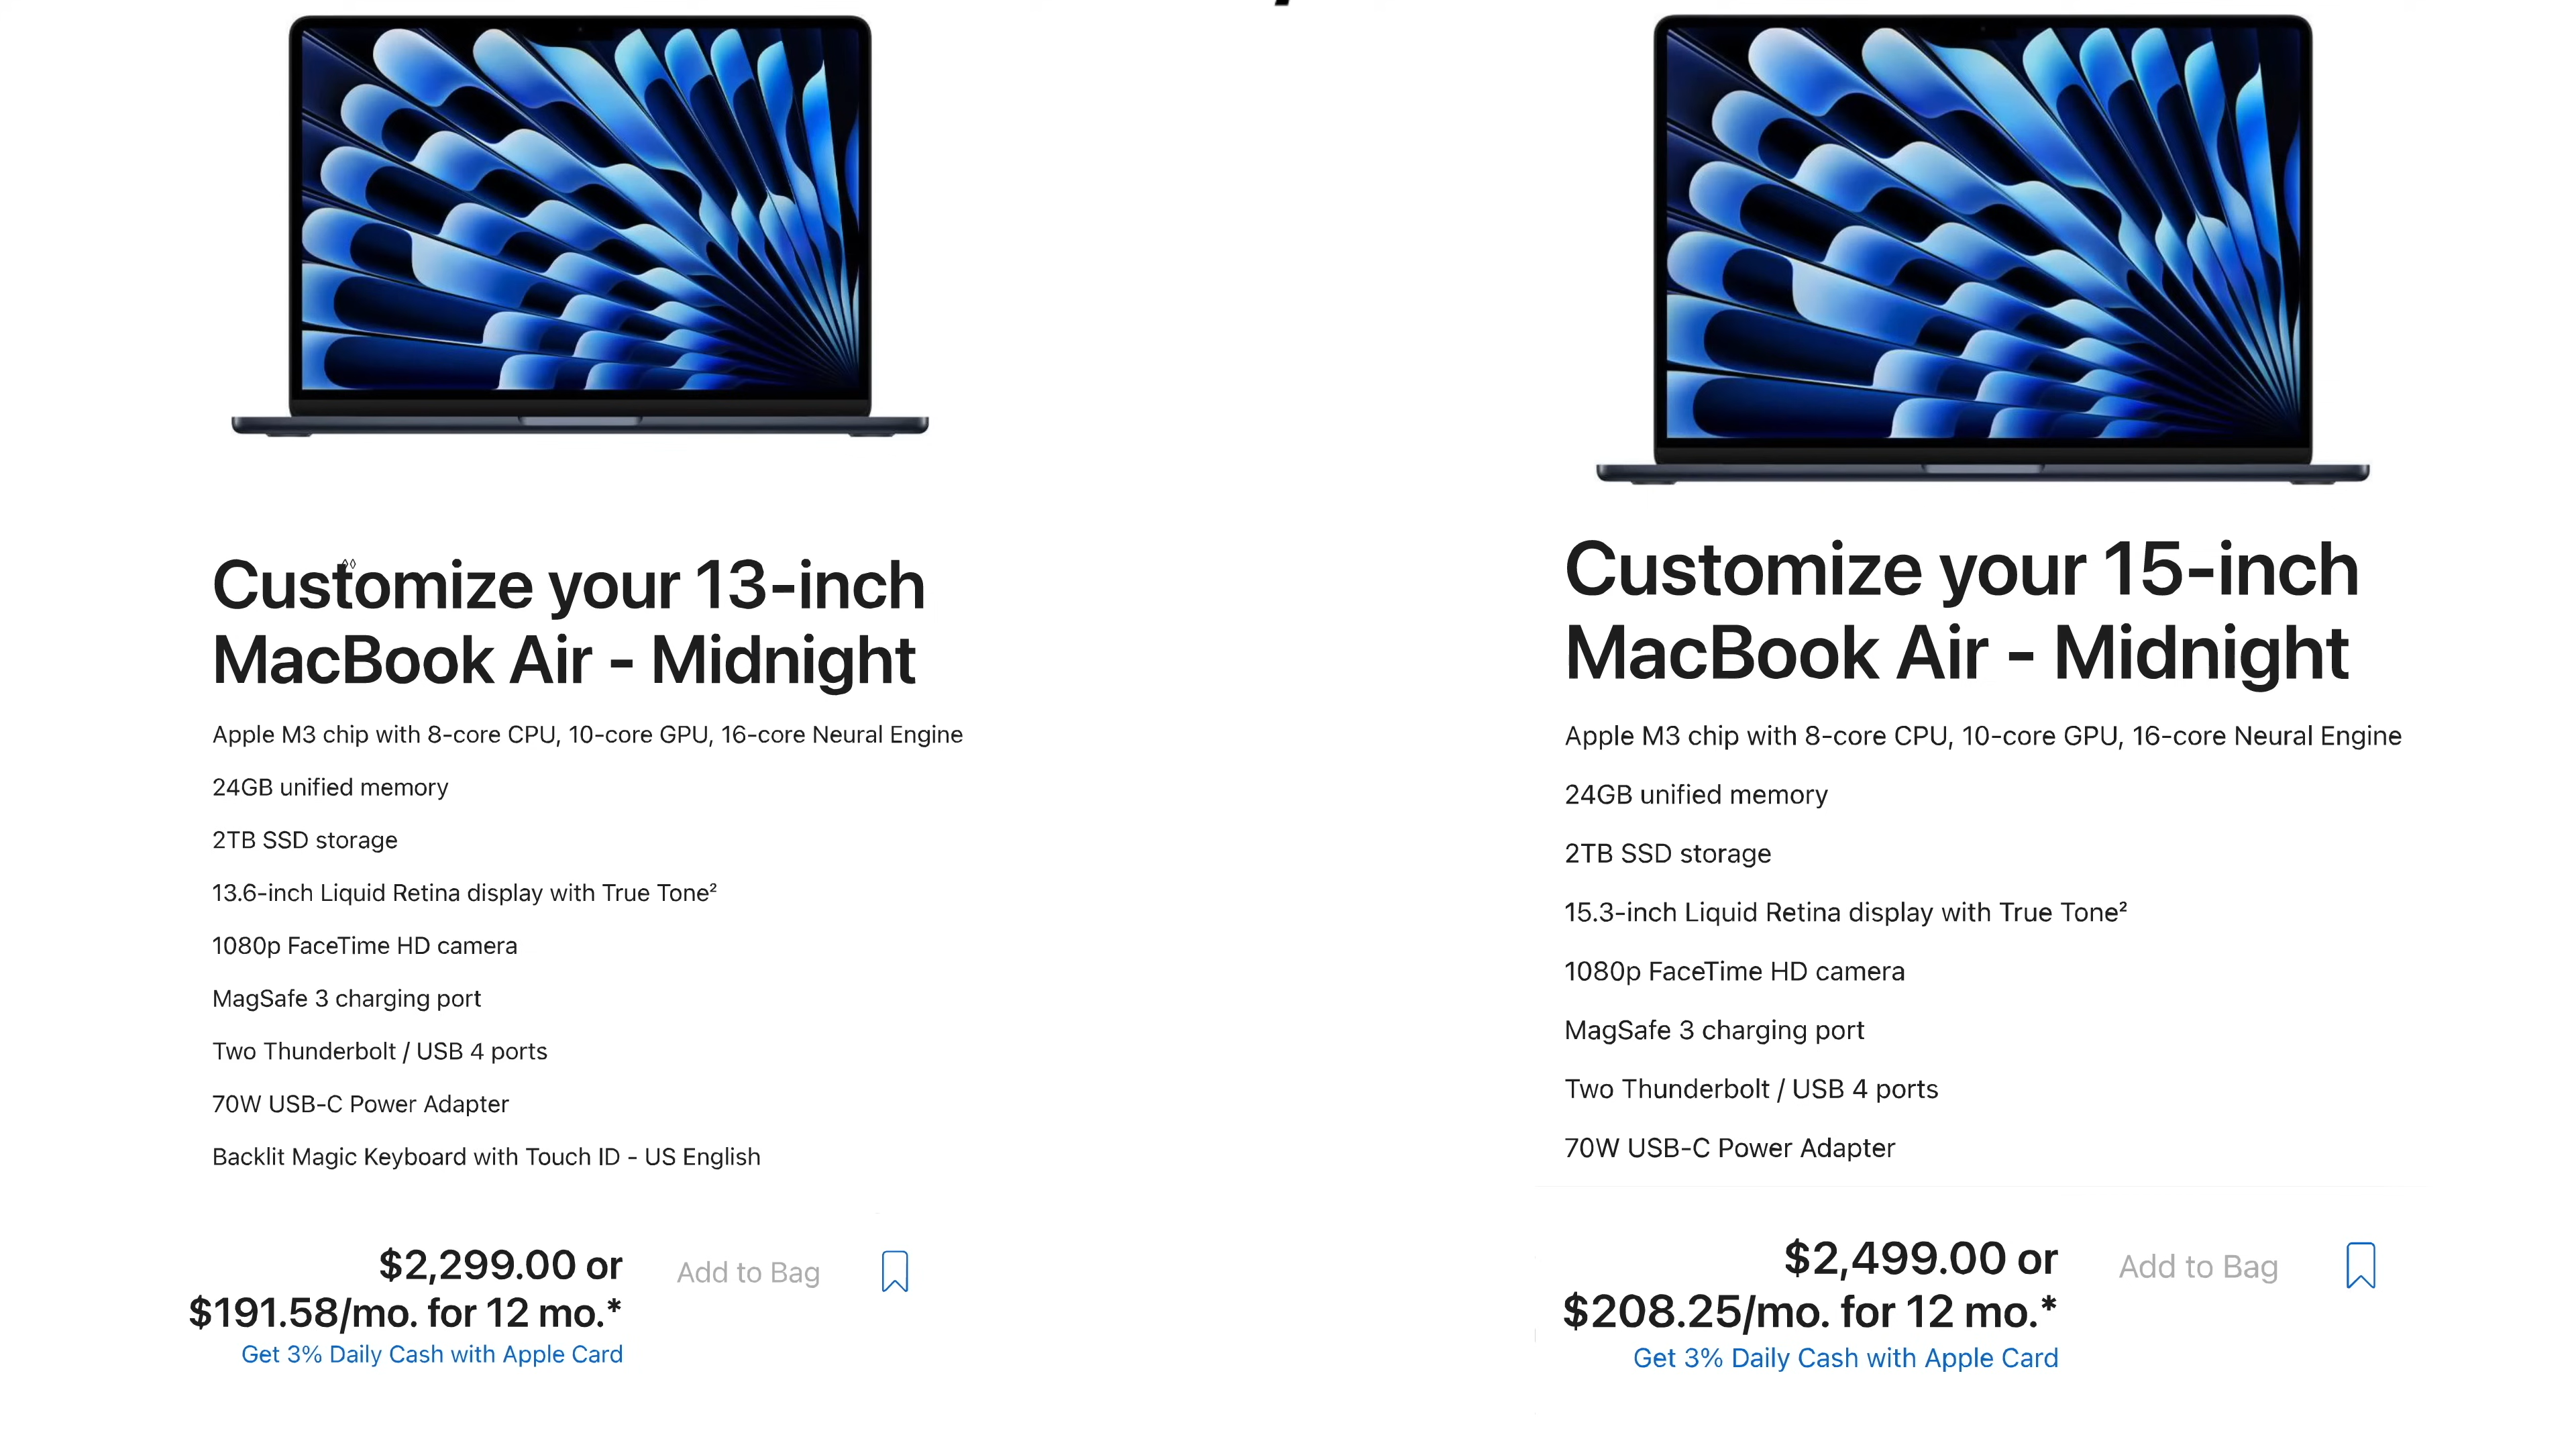 Customize your 13-inch
MacBook Air - Midnight
Apple M3 chip with 8-core CPU, 10-core GPU, 16-core Neural Engine
24GB unified memory
2TB SSD storage
13.6-inch Liquid Retina display with True Tone²
1080p FaceTime HD camera
MagSafe 3 charging port
Two Thunderbolt / USB 4 ports
70W USB-C Power Adapter
Backlit Magic Keyboard with Touch ID - US English
$2,299.00 or
$191.58/mo. for 12 mo.*
Get 3% Daily Cash with Apple Card
Add to Bag
Customize your 15-inch
MacBook Air - Midnight
Apple M3 chip with 8-core CPU, 10-core GPU, 16-core Neural Engine
24GB unified memory
2TB SSD storage
15.3-inch Liquid Retina display with True Tone²
1080p FaceTime HD camera
MagSafe 3 charging port
Two Thunderbolt / USB 4 ports
70W USB-C Power Adapter
$2,499.00 or
$208.25/mo. for 12 mo.*
Get 3% Daily Cash with Apple Card
Add to Bag